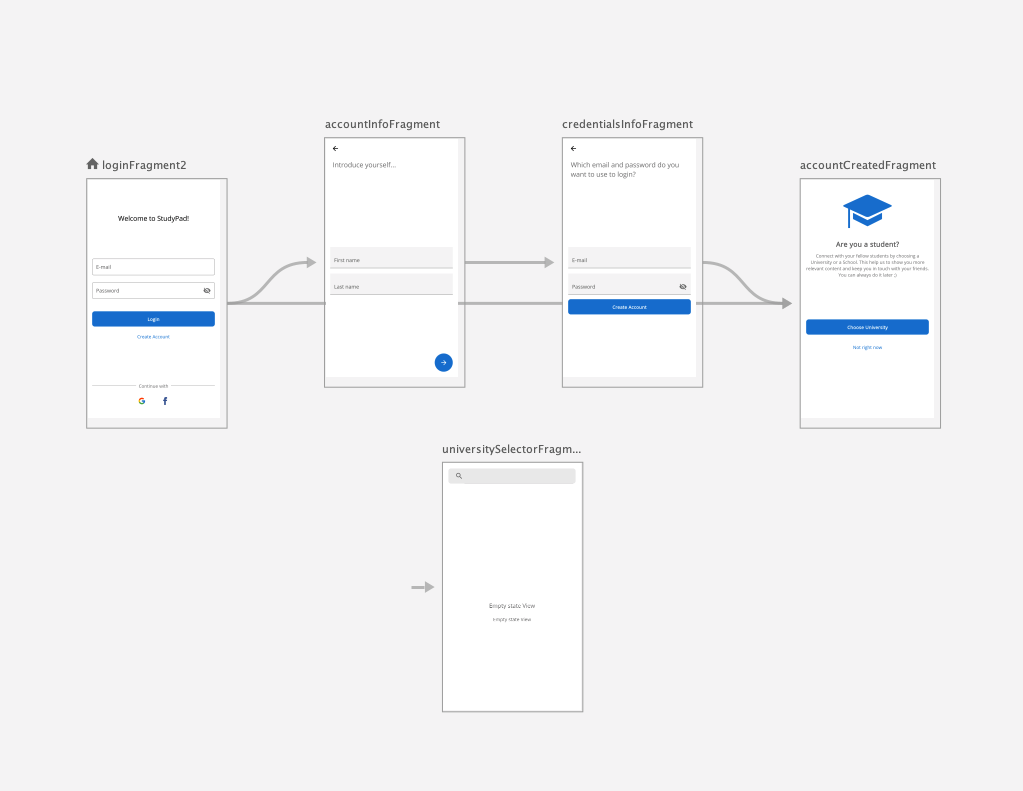 accountInfoFragment
Introduce yourself...
First name
Last name
credentialsInfoFragment
Which email and password do you
want to use to login?
E-mail
Password
Create Account
loginFragment2
Welcome to StudyPad!
E-mail
Password
Login
Create Account
Continue with
accountCreatedFragment
Are you a student?
Connect with your fellow students by choosing a
University or a School. This help us to show you more
relevant content and keep you in touch with your friends.
You can always do it later ;)
Choose University
Not right now
universitySelectorFragm...
Empty state View
Empty state View